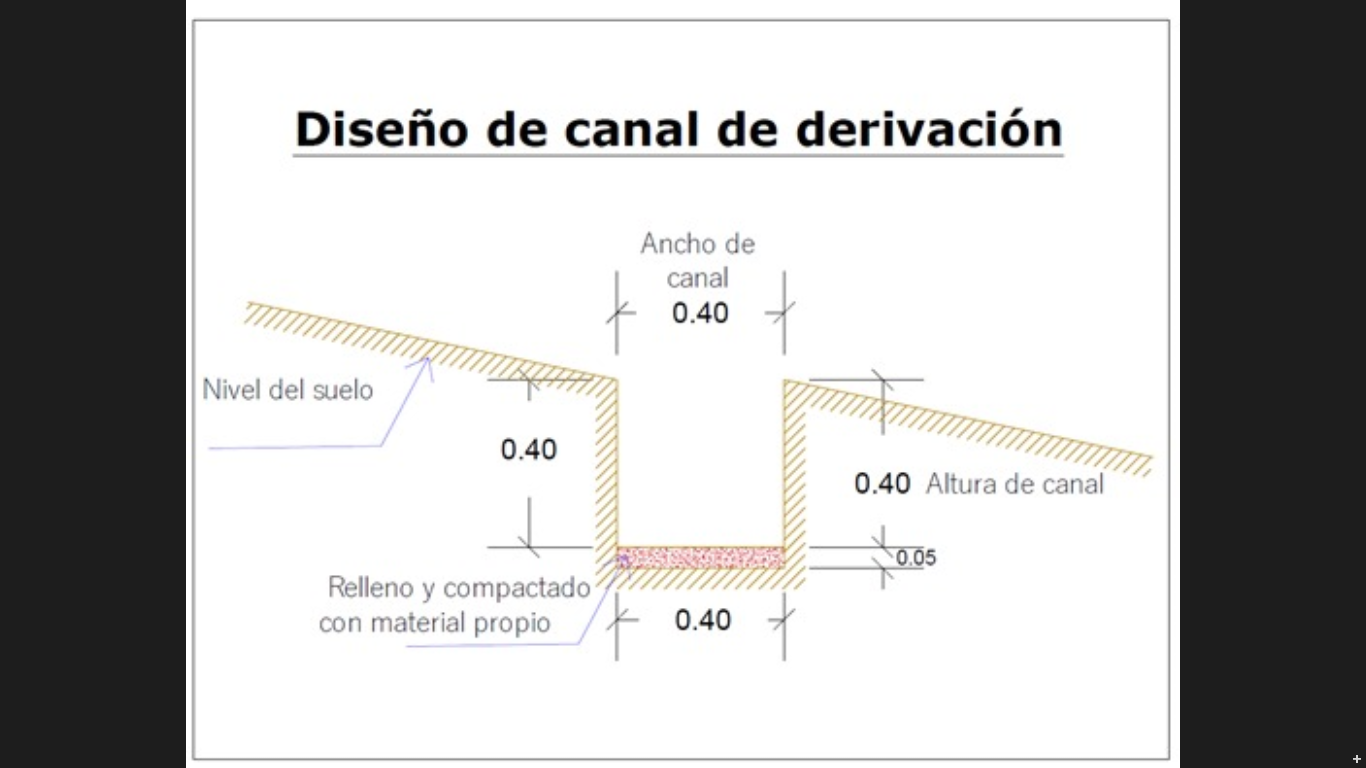 Diseño de canal de derivación
Ancho de
canal
0.40
Nivel del suelo
0.40
0.40 Altura de canal
0.05
Relleno y compactado
con material propio
0.40